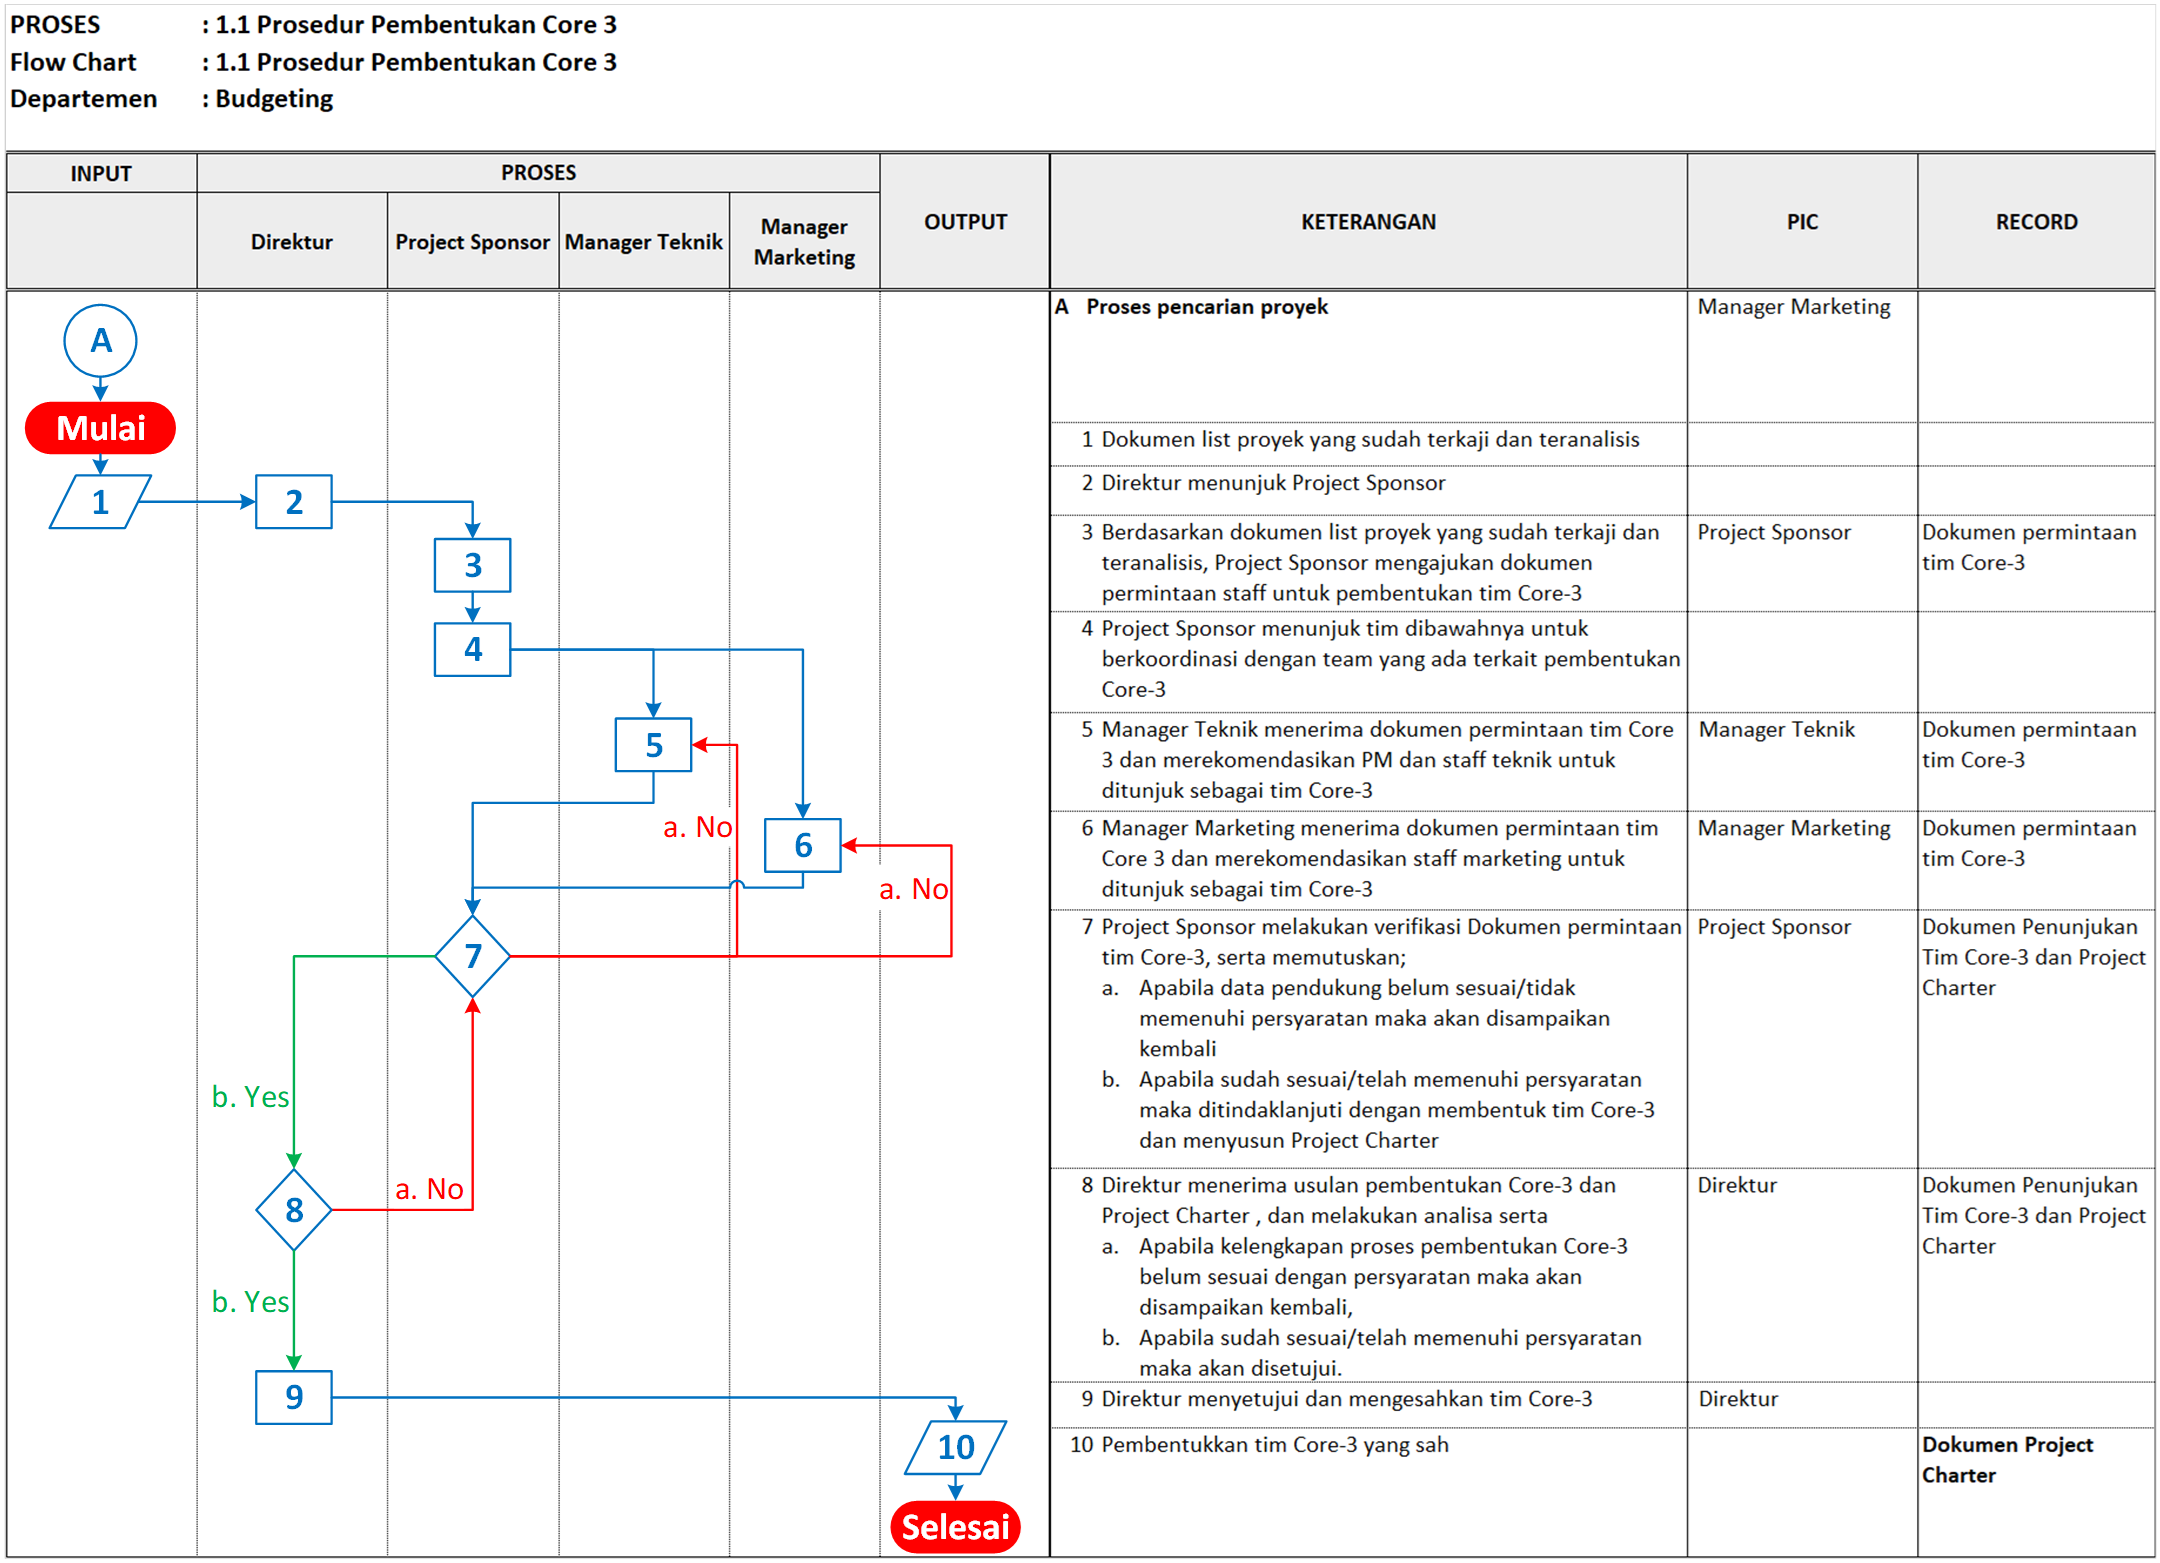 PROSES : 1.1 Prosedur Pembentukan Core 3
Flow Chart : 1.1 Prosedur Pembentukan Core 3
Departemen : Budgeting
INPUT
PROSES
OUTPUT
KETERANGAN
PIC
RECORD
Direktur
Project Sponsor
Manager Teknik
Manager
Marketing
A
Mulai
1
2
3
4
5
a. No
6
a. No
7
b. Yes
a. No
8
b. Yes
9
10
Selesai
A Proses pencarian proyek
Manager Marketing
1 Dokumen list proyek yang sudah terkaji dan teranalisis
2 Direktur menunjuk Project Sponsor
3 Berdasarkan dokumen list proyek yang sudah terkaji dan
teranalisis, Project Sponsor mengajukan dokumen
permintaan staff untuk pembentukan tim Core-3
Project Sponsor
Dokumen permintaan
tim Core-3
4 Project Sponsor menunjuk tim dibawahnya untuk
berkoordinasi dengan team yang ada terkait pembentukan
Core-3
5 Manager Teknik menerima dokumen permintaan tim Core
3 dan merekomendasikan PM dan staff teknik untuk
ditunjuk sebagai tim Core-3
Manager Teknik
Dokumen permintaan
tim Core-3
6 Manager Marketing menerima dokumen permintaan tim
Core 3 dan merekomendasikan staff marketing untuk
ditunjuk sebagai tim Core-3
Manager Marketing
Dokumen permintaan
tim Core-3
7 Project Sponsor melakukan verifikasi Dokumen permintaan
tim Core-3, serta memutuskan;
a. Apabila data pendukung belum sesuai/tidak
memenuhi persyaratan maka akan disampaikan
kembali
b. Apabila sudah sesuai/telah memenuhi persyaratan
maka ditindaklanjuti dengan membentuk tim Core-3
dan menyusun Project Charter
Project Sponsor
Dokumen Penunjukan
Tim Core-3 dan Project
Charter
8 Direktur menerima usulan pembentukan Core-3 dan
Project Charter , dan melakukan analisa serta
a. Apabila kelengkapan proses pembentukan Core-3
belum sesuai dengan persyaratan maka akan
disampaikan kembali,
b. Apabila sudah sesuai/telah memenuhi persyaratan
maka akan disetujui.
Direktur
Dokumen Penunjukan
Tim Core-3 dan Project
Charter
9 Direktur menyetujui dan mengesahkan tim Core-3
Direktur
10 Pembentukkan tim Core-3 yang sah
Dokumen Project
Charter